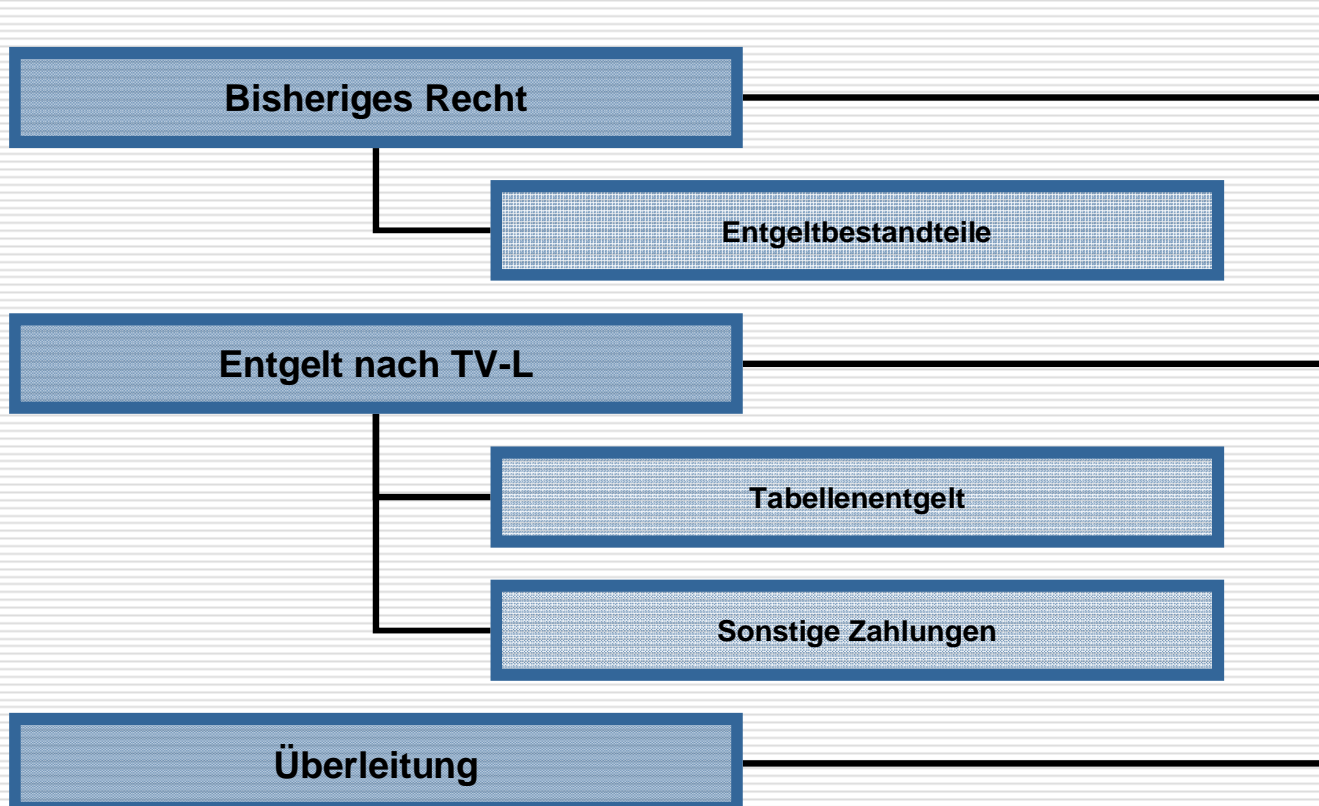 Bisheriges Recht
Entgeltbestandteile
Entgelt nach TV-L
Tabellenentgelt
Sonstige Zahlungen
Überleitung